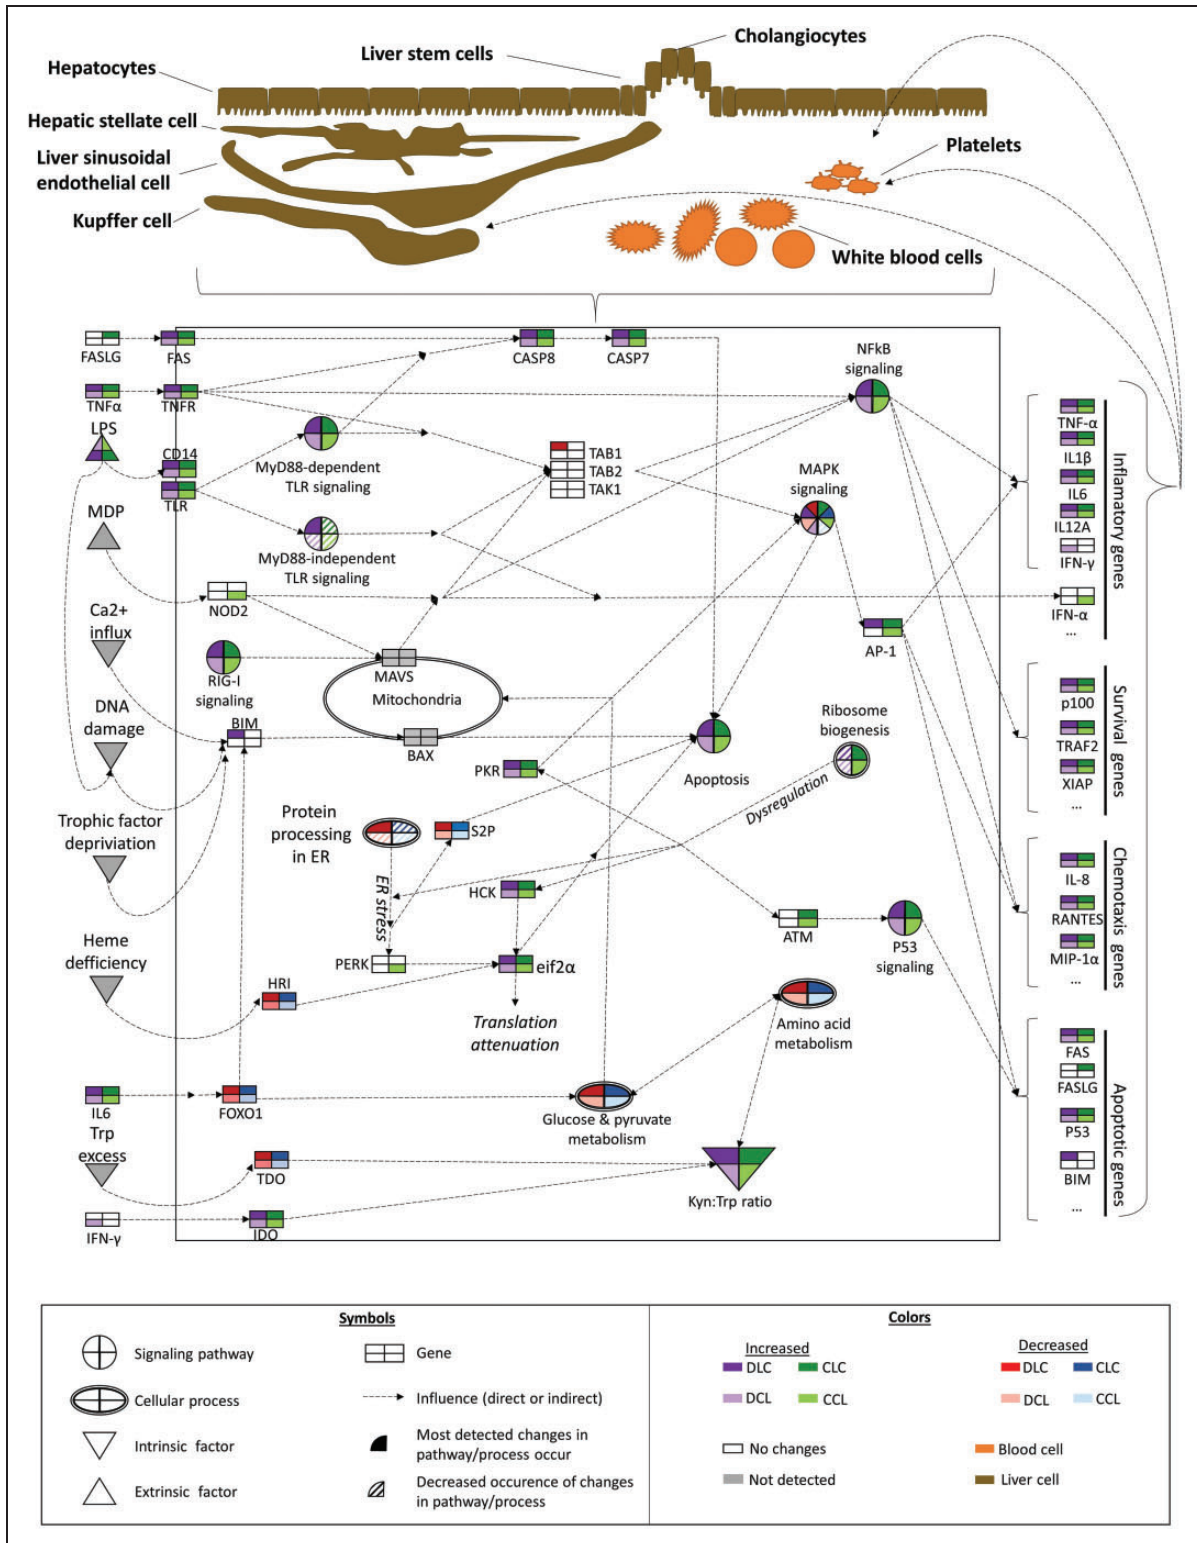 Cholangiocytes
Liver stem cells
Hepatocytes
Hepatic stellate cell
Liver sinusoidal
endothelial cell
Kupffer cell
Platelets
White blood cells
FASLG
FAS
CASP8
CASP7
NFkB
signaling
TNFα
TNFR
LPS
CD14
TLR
MyD88-dependent
TLR signaling
TAB1
TAB2
TAK1
MAPK
signaling
MDP
MyD88-independent
TLR signaling
NOD2
Ca2+
influx
RIG-I
signaling
MAVS
Mitochondria
BAX
AP-1
DNA
damage
BIM
Apoptosis
Ribosome
biogenesis
PKR
Dysregulation
Trophic factor
depriviation
Protein
processing
in ER
S2P
ER stress
HCK
ATM
P53
signaling
Heme
defficiency
PERK
eif2α
HRI
Translation
attenuation
Amino acid
metabolism
IL6
FOXO1
Glucose & pyruvate
metabolism
Trp
excess
TDO
Kyn:Trp ratio
IFN-γ
IDO
TNF-α
IL1β
IL6
IL12A
IFN-γ
IFN-α
...
Inflamatory genes
p100
TRAF2
XIAP
...
Survival genes
IL-8
RANTES
MIP-1α
...
Chemotaxis genes
FAS
FASLG
P53
BIM
...
Apoptotic genes
Symbols
Signaling pathway
Gene
Cellular process
Influence (direct or indirect)
Intrinsic factor
Most detected changes in
pathway/process occur
Extrinsic factor
Decreased occurence of changes
in pathway/process
Colors
Increased
Decreased
DLC
CLC
DLC
CLC
DCL
CCL
DCL
CCL
No changes
Blood cell
Not detected
Liver cell